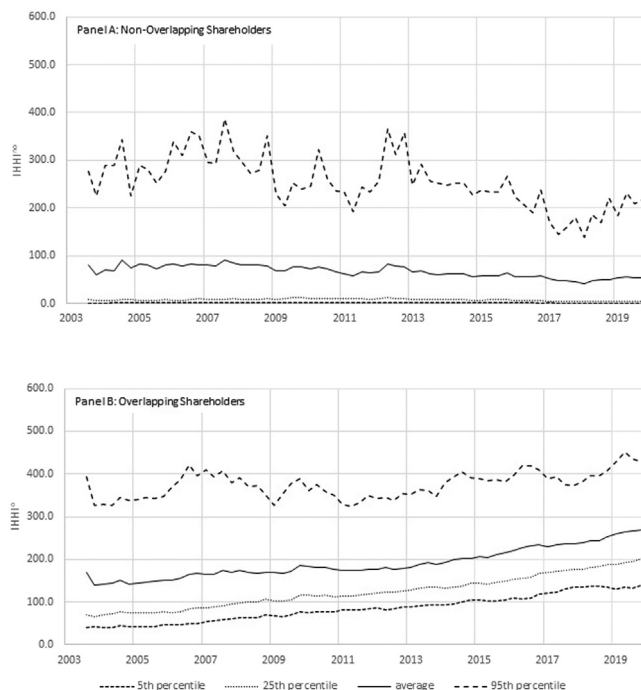 600.0
Panel A: Non-Overlapping Shareholders
500.0
400.0
IHHIⁿᵒ
300.0
200.0
100.0
0.0
2003 2005 2007 2009 2011 2013 2015 2017 2019
600.0
Panel B: Overlapping Shareholders
500.0
400.0
IHHIᵒ
300.0
200.0
100.0
0.0
2003 2005 2007 2009 2011 2013 2015 2017 2019
5th percentile 25th percentile average 95th percentile